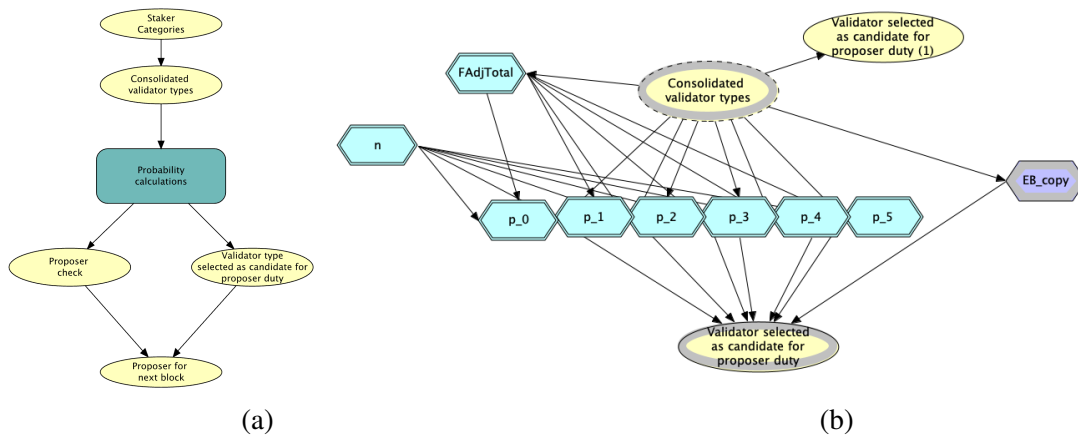 Staker
Categories
Consolidated
validator types
Probability
calculations
Proposer
check
Validator type
selected as candidate for
proposer duty
Proposer for
next block
(a)
Validator selected
as candidate for
proposer duty (1)
FAdjTotal
Consolidated
validator types
n
EB_copy
p_0
p_1
p_2
p_3
p_4
p_5
Validator selected
as candidate for
proposer duty
(b)